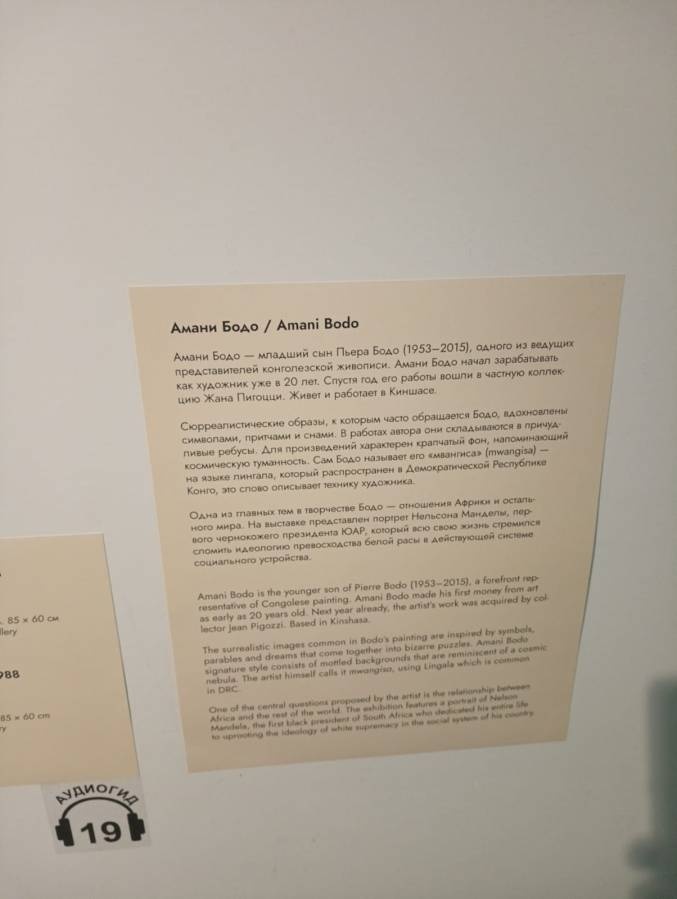 Амани Бодо / Amani Bodo
Амани Бодо — младший сын Пьера Бодо (1953–2015), одного из ведущих
представителей конголезской живописи. Амани Бодо начал зарабатывать
как художник уже в 20 лет. Спустя год его работы вошли в частную коллек-
цию Жана Пигоцци. Живет и работает в Киншасе.
Сюрреалистические образы, к которым часто обращается Бодо, вдохновлены
символами, притчами и снами. В работах автора они складываются в причуд-
ливые ребусы. Для произведений характерен крапчатый фон, напоминающий
космическую туманность. Сам Бодо называет его «мвангиса» (mwangisa) —
на языке лингала, который распространен в Демократической Республике
Конго, это слово описывает технику художника.
Одна из главных тем в творчестве Бодо — отношения Африки и осталь-
ного мира. На выставке представлен портрет Нельсона Манделы, пер-
вого чернокожего президента ЮАР, который всю свою жизнь стремился
сломить идеологию превосходства белой расы в действующей системе
социального устройства.
Amani Bodo is the younger son of Pierre Bodo (1953–2015), a forefront rep-
resentative of Congolese painting. Amani Bodo made his first money from art
as early as 20 years old. Next year already, the artist's work was acquired by col-
lector Jean Pigozzi. Based in Kinshasa.
The surrealistic images common in Bodo's painting are inspired by symbols,
parables and dreams that come together into bizarre puzzles. Amani Bodo
signature style consists of mottled backgrounds that are reminiscent of a cosmic
nebula. The artist himself calls it mwangisa, using Lingala which is common
in DRC.
One of the central questions proposed by the artist is the relationship between
Africa and the rest of the world. The exhibition features a portrait of Nelson
Mandela, the first black president of South Africa who dedicated his entire life
to uprooting the ideology of white supremacy in the social system of his country.
85 × 60 см
llery
988
85 × 60 cm
ry
АУДИОГИД
19